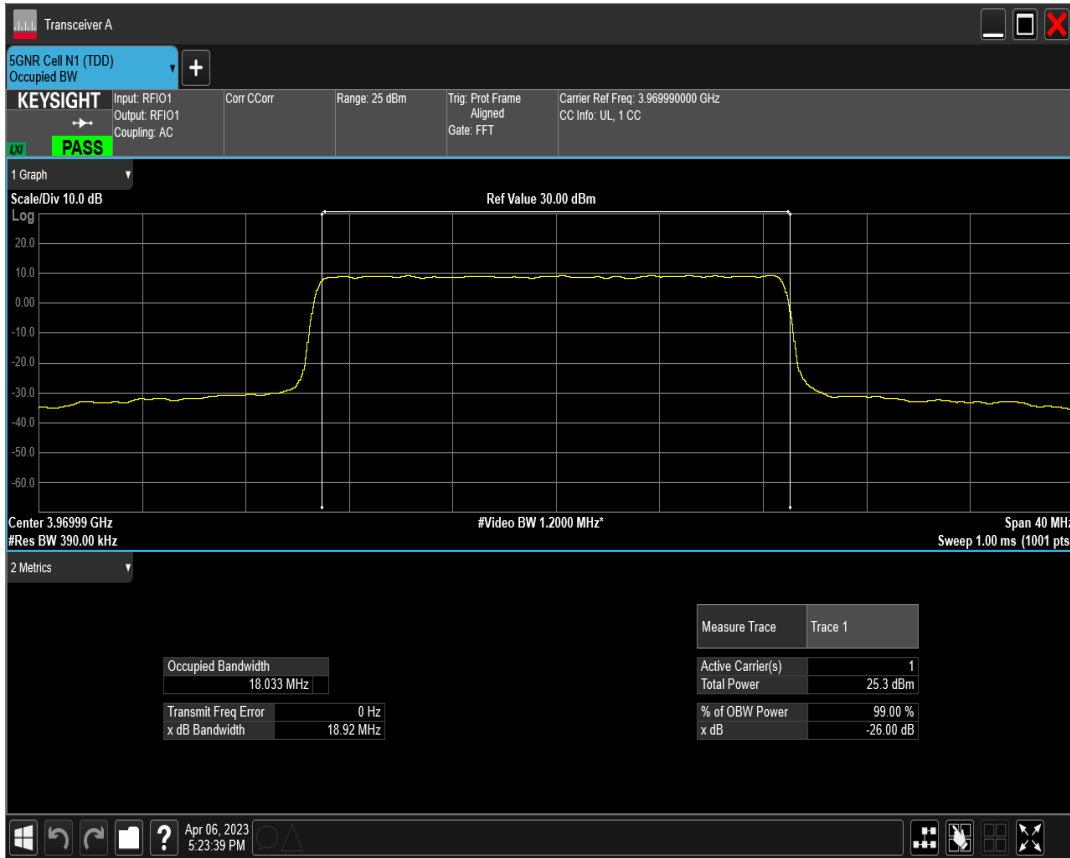 Transceiver A
5GNR Cell N1 (TDD)
Occupied BW
+
KEYSIGHT
LXI
PASS
Input: RFIO1
Output: RFIO1
Coupling: AC
Corr CCorr
Range: 25 dBm
Trig: Prot Frame
Aligned
Gate: FFT
Carrier Ref Freq: 3.969990000 GHz
CC Info: UL, 1 CC
1 Graph
Scale/Div 10.0 dB
Ref Value 30.00 dBm
Log
20.0
10.0
0.00
-10.0
-20.0
-30.0
-40.0
-50.0
-60.0
Center 3.96999 GHz
#Video BW 1.2000 MHz*
Span 40 MHz
#Res BW 390.00 kHz
Sweep 1.00 ms (1001 pts
2 Metrics
Measure Trace Trace 1
Occupied Bandwidth
18.033 MHz
Active Carrier(s) 1
Total Power 25.3 dBm
Transmit Freq Error 0 Hz
x dB Bandwidth 18.92 MHz
% of OBW Power 99.00 %
x dB -26.00 dB
?
Apr 06, 2023
5:23:39 PM